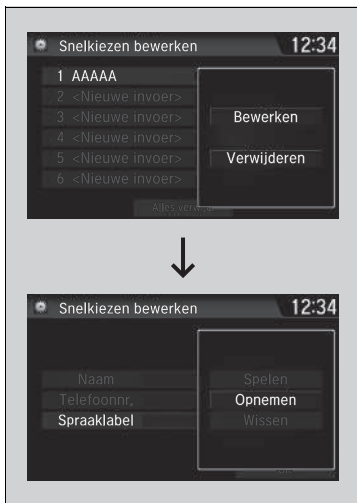 Snelkiezen bewerken 12:34
1 AAAAA
2 <Nieuwe invoer>
3 <Nieuwe invoer>
4 <Nieuwe invoer>
5 <Nieuwe invoer>
6 <Nieuwe invoer>
Bewerken
Verwijderen
Alles
Snelkiezen bewerken 12:34
Naam
Telefoonnr.
Spraaklabel
Spelen
Opnemen
Wissen